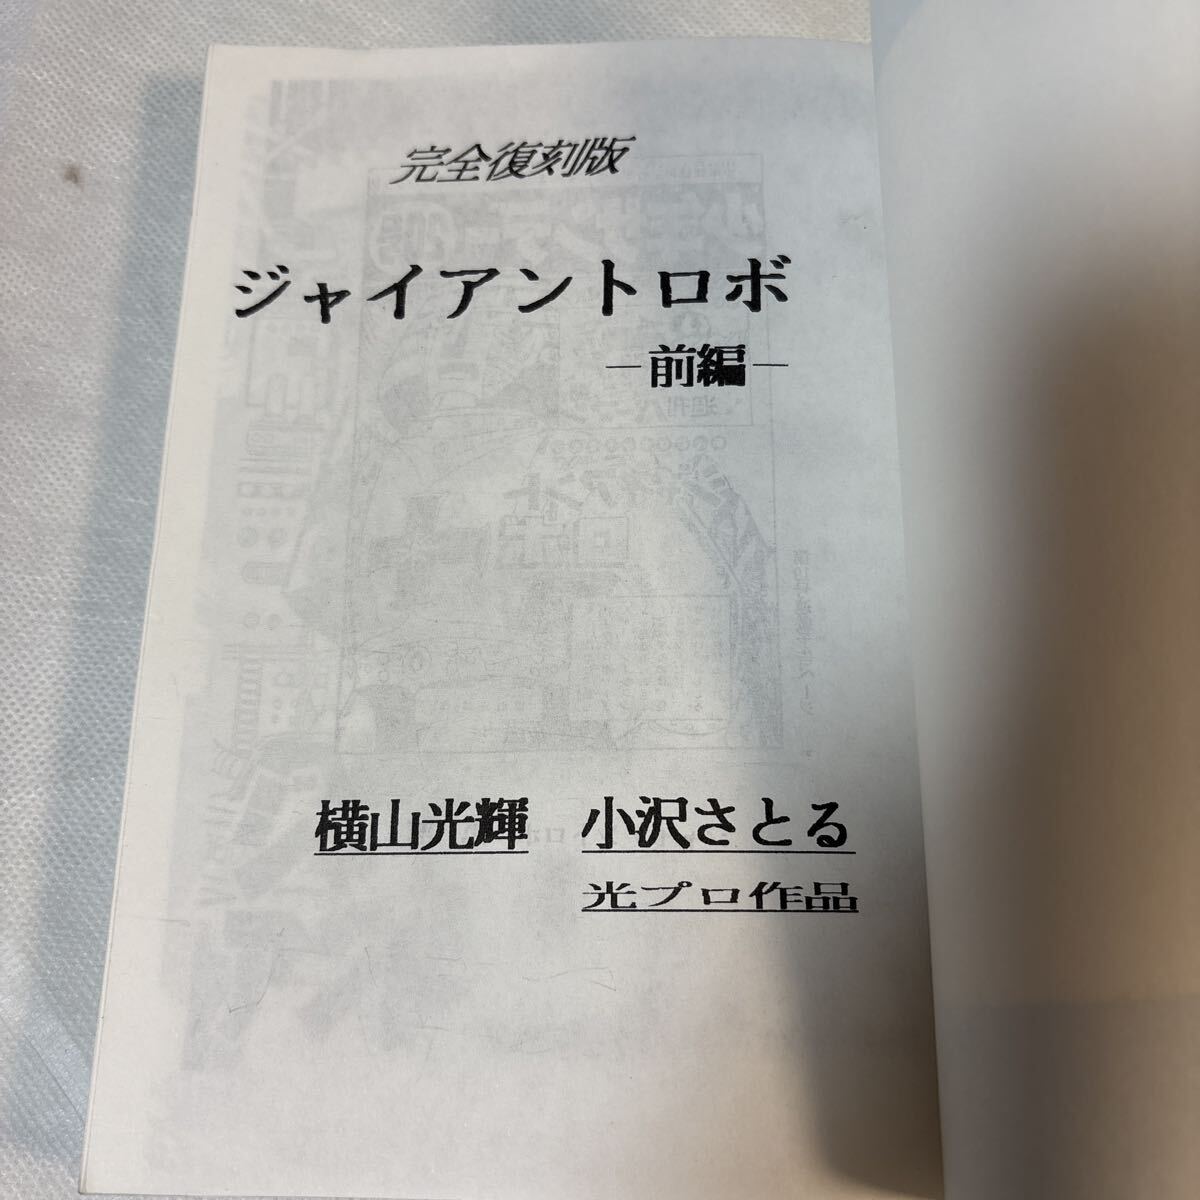 完全復刻版
ジャイアントロボ
―前編―
横山光輝　小沢さとる
光プロ作品